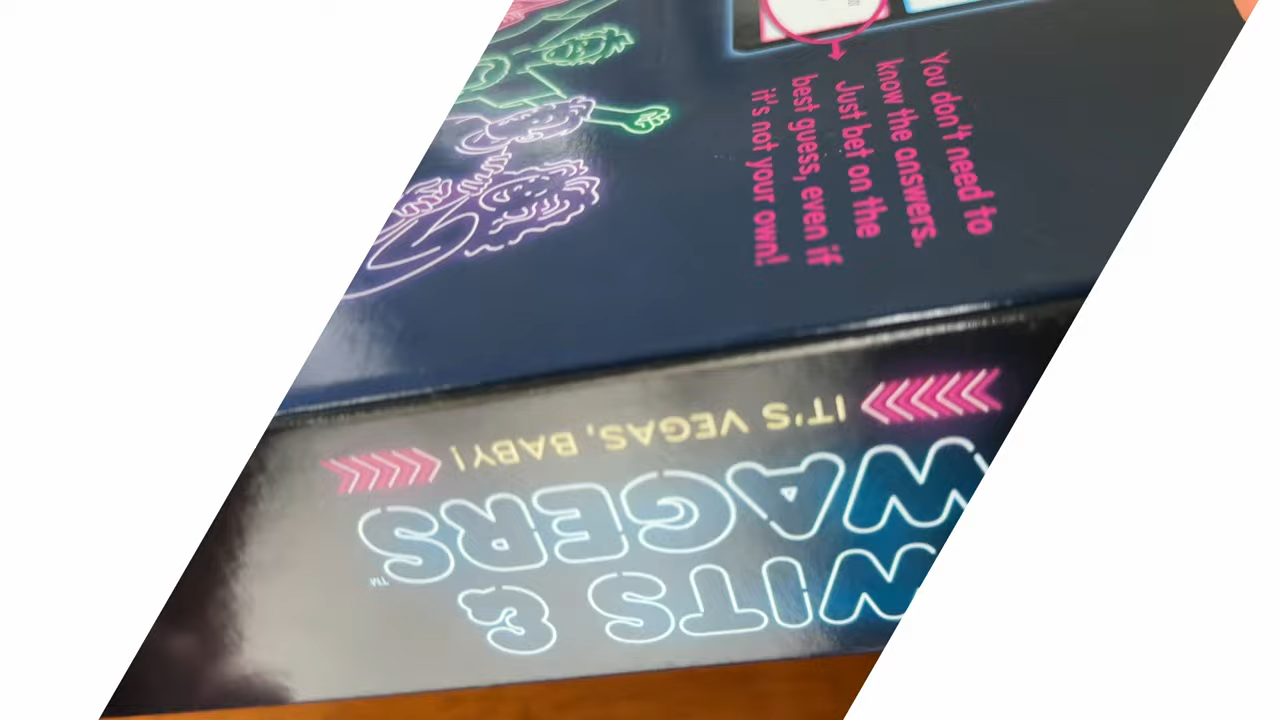 You don't need to
know the answers.
Just bet on the
best guess, even if
it's not your own!
WITS &
WAGERS™
IT'S VEGAS, BABY!